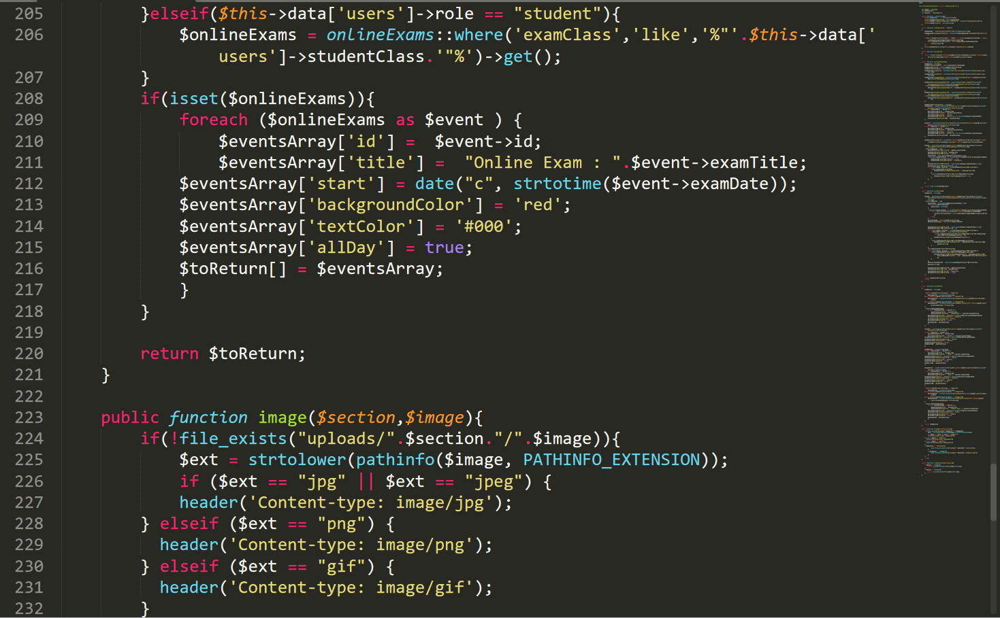 205 }elseif($this->data['users']->role == "student"){
206 $onlineExams = onlineExams::where('examClass','like','%"'.$this->data['
users']->studentClass.'"%')->get();
207 }
208 if(isset($onlineExams)){
209 foreach ($onlineExams as $event ) {
210 $eventsArray['id'] =  $event->id;
211 $eventsArray['title'] =  "Online Exam : ".$event->examTitle;
212 $eventsArray['start'] = date("c", strtotime($event->examDate));
213 $eventsArray['backgroundColor'] = 'red';
214 $eventsArray['textColor'] = '#000';
215 $eventsArray['allDay'] = true;
216 $toReturn[] = $eventsArray;
217 }
218 }
219
220 return $toReturn;
221 }
222
223 public function image($section,$image){
224 if(!file_exists("uploads/".$section."/".$image)){
225 $ext = strtolower(pathinfo($image, PATHINFO_EXTENSION));
226 if ($ext == "jpg" || $ext == "jpeg") {
227 header('Content-type: image/jpg');
228 } elseif ($ext == "png") {
229 header('Content-type: image/png');
230 } elseif ($ext == "gif") {
231 header('Content-type: image/gif');
232 }